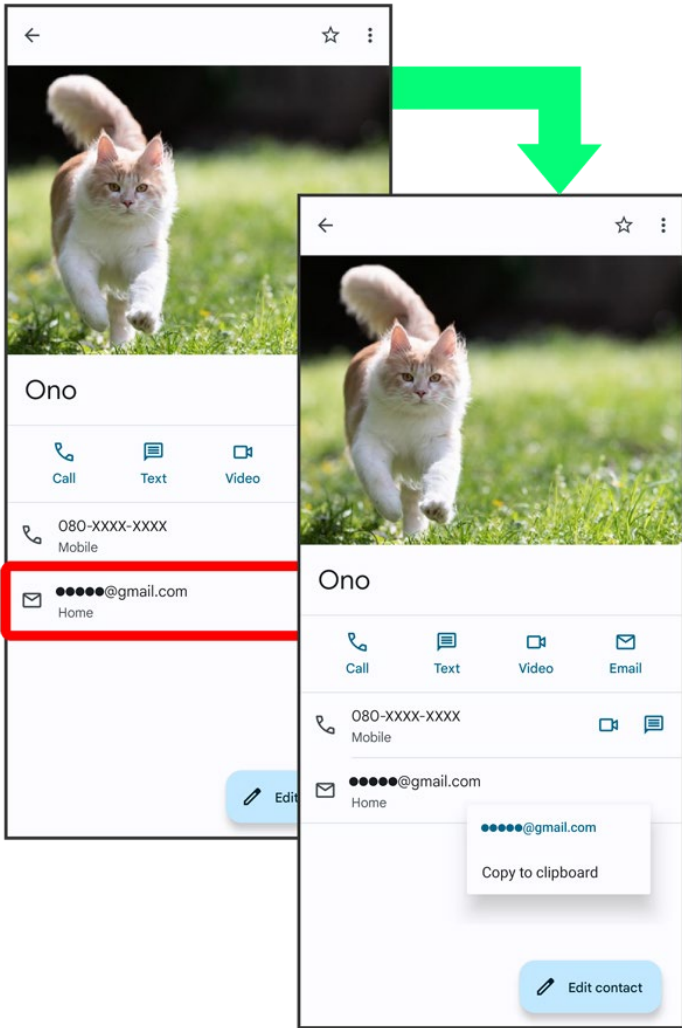 Ono
Call Text Video
080-XXXX-XXXX
Mobile
●●●●●@gmail.com
Home
Edit
Ono
Call Text Video Email
080-XXXX-XXXX
Mobile
●●●●●@gmail.com
Home
●●●●●@gmail.com
Copy to clipboard
Edit contact